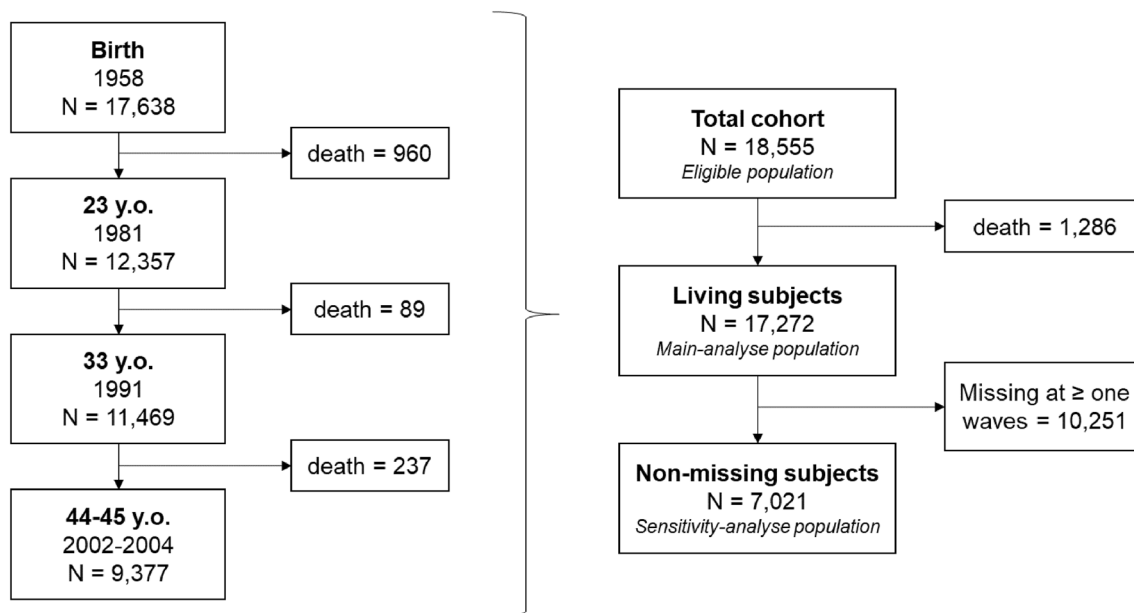 Birth
1958
N = 17,638
death = 960
23 y.o.
1981
N = 12,357
death = 89
33 y.o.
1991
N = 11,469
death = 237
44-45 y.o.
2002-2004
N = 9,377
Total cohort
N = 18,555
Eligible population
death = 1,286
Living subjects
N = 17,272
Main-analyse population
Missing at ≥ one
waves = 10,251
Non-missing subjects
N = 7,021
Sensitivity-analyse population